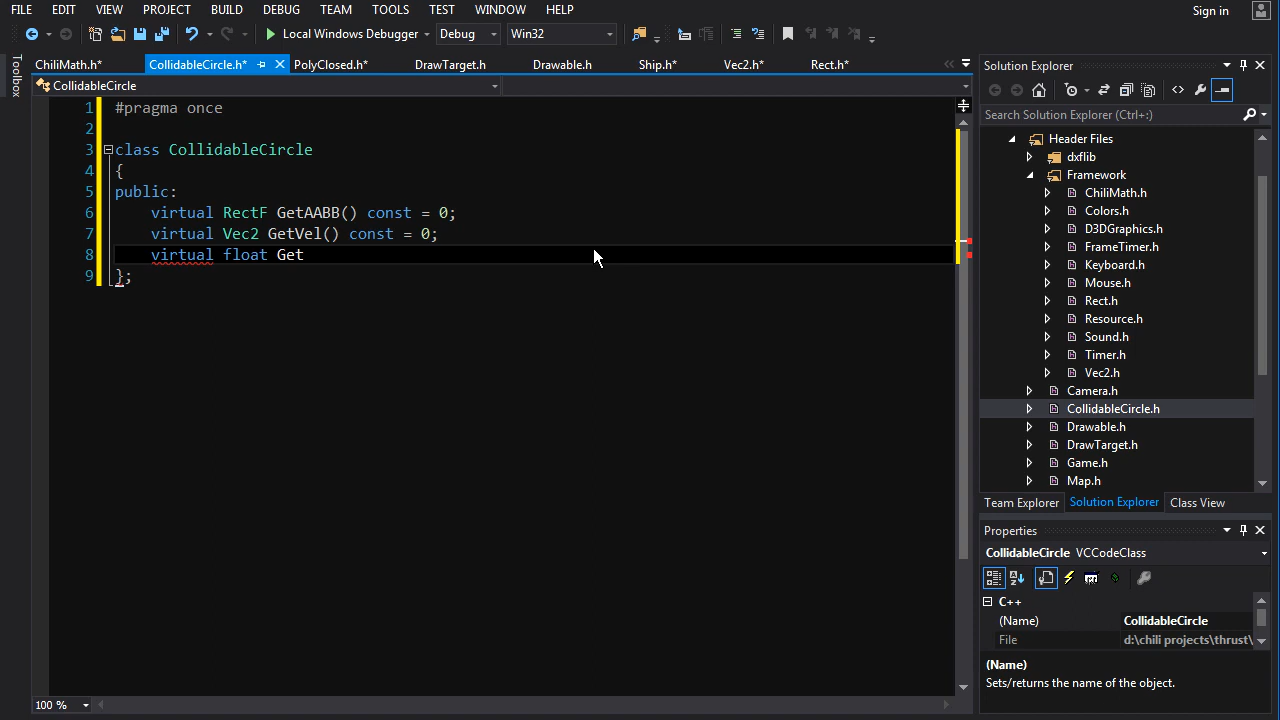 FILE EDIT VIEW PROJECT BUILD DEBUG TEAM TOOLS TEST WINDOW HELP
Sign in
Local Windows Debugger Debug Win32
Toolbox
ChiliMath.h* CollidableCircle.h* PolyClosed.h* DrawTarget.h Drawable.h Ship.h* Vec2.h* Rect.h*
CollidableCircle
1 #pragma once
2
3 class CollidableCircle
4 {
5 public:
6 virtual RectF GetAABB() const = 0;
7 virtual Vec2 GetVel() const = 0;
8 virtual float Get
9 };
100 %
Solution Explorer
Search Solution Explorer (Ctrl+;)
Header Files
dxflib
Framework
ChiliMath.h
Colors.h
D3DGraphics.h
FrameTimer.h
Keyboard.h
Mouse.h
Rect.h
Resource.h
Sound.h
Timer.h
Vec2.h
Camera.h
CollidableCircle.h
Drawable.h
DrawTarget.h
Game.h
Map.h
Team Explorer Solution Explorer Class View
Properties
CollidableCircle VCCodeClass
C++
(Name) CollidableCircle
File d:\chili projects\thrust\
(Name)
Sets/returns the name of the object.